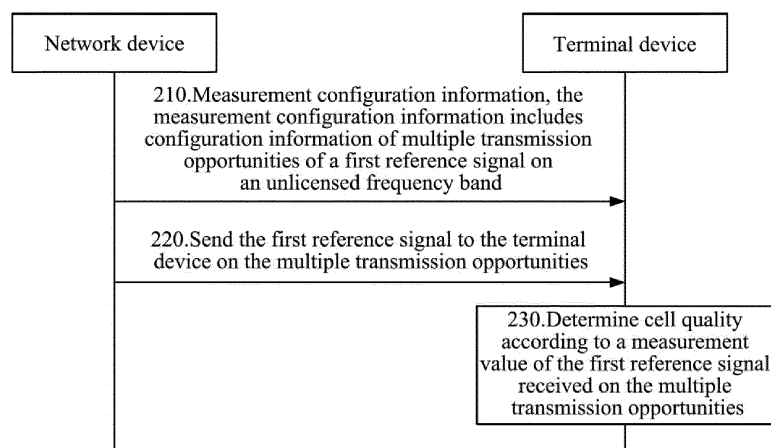 Network device
Terminal device
210.Measurement configuration information, the
measurement configuration information includes
configuration information of multiple transmission
opportunities of a first reference signal on
an unlicensed frequency band
220.Send the first reference signal to the terminal
device on the multiple transmission opportunities
230.Determine cell quality
according to a measurement
value of the first reference signal
received on the multiple
transmission opportunities